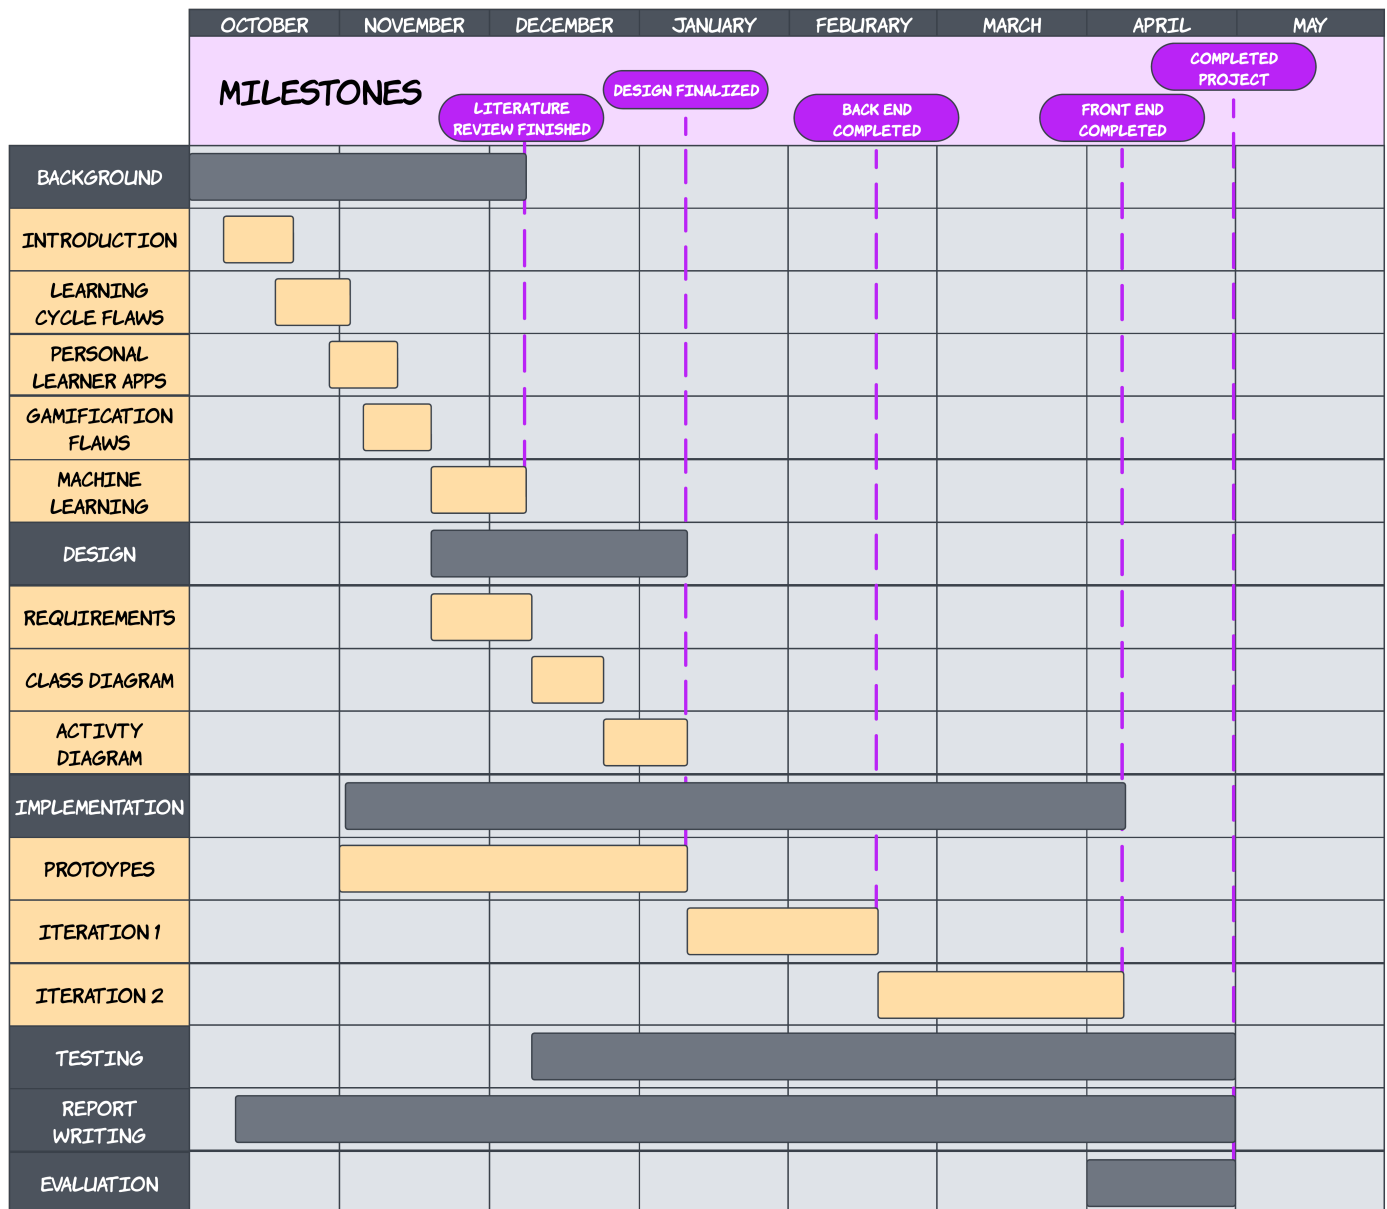 OCTOBER NOVEMBER DECEMBER JANUARY FEBURARY MARCH APRIL MAY
MILESTONES
LITERATURE
REVIEW FINISHED
DESIGN FINALIZED
BACK END
COMPLETED
FRONT END
COMPLETED
COMPLETED
PROJECT
BACKGROUND
INTRODUCTION
LEARNING
CYCLE FLAWS
PERSONAL
LEARNER APPS
GAMIFICATION
FLAWS
MACHINE
LEARNING
DESIGN
REQUIREMENTS
CLASS DIAGRAM
ACTIVTY
DIAGRAM
IMPLEMENTATION
PROTOYPES
ITERATION 1
ITERATION 2
TESTING
REPORT
WRITING
EVALUATION